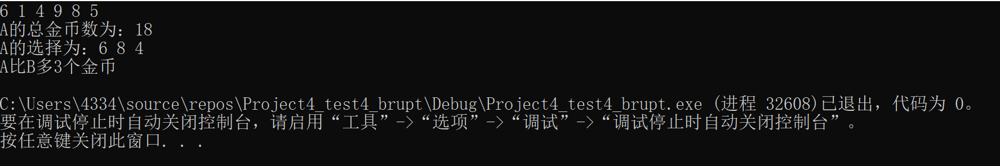 6 1 4 9 8 5
A的总金币数为：18
A的选择为：6 8 4
A比B多3个金币
C:\Users\4334\source\repos\Project4_test4_brupt\Debug\Project4_test4_brupt.exe (进程 32608)已退出，代码为 0。
要在调试停止时自动关闭控制台，请启用“工具”->“选项”->“调试”->“调试停止时自动关闭控制台”。
按任意键关闭此窗口. . .